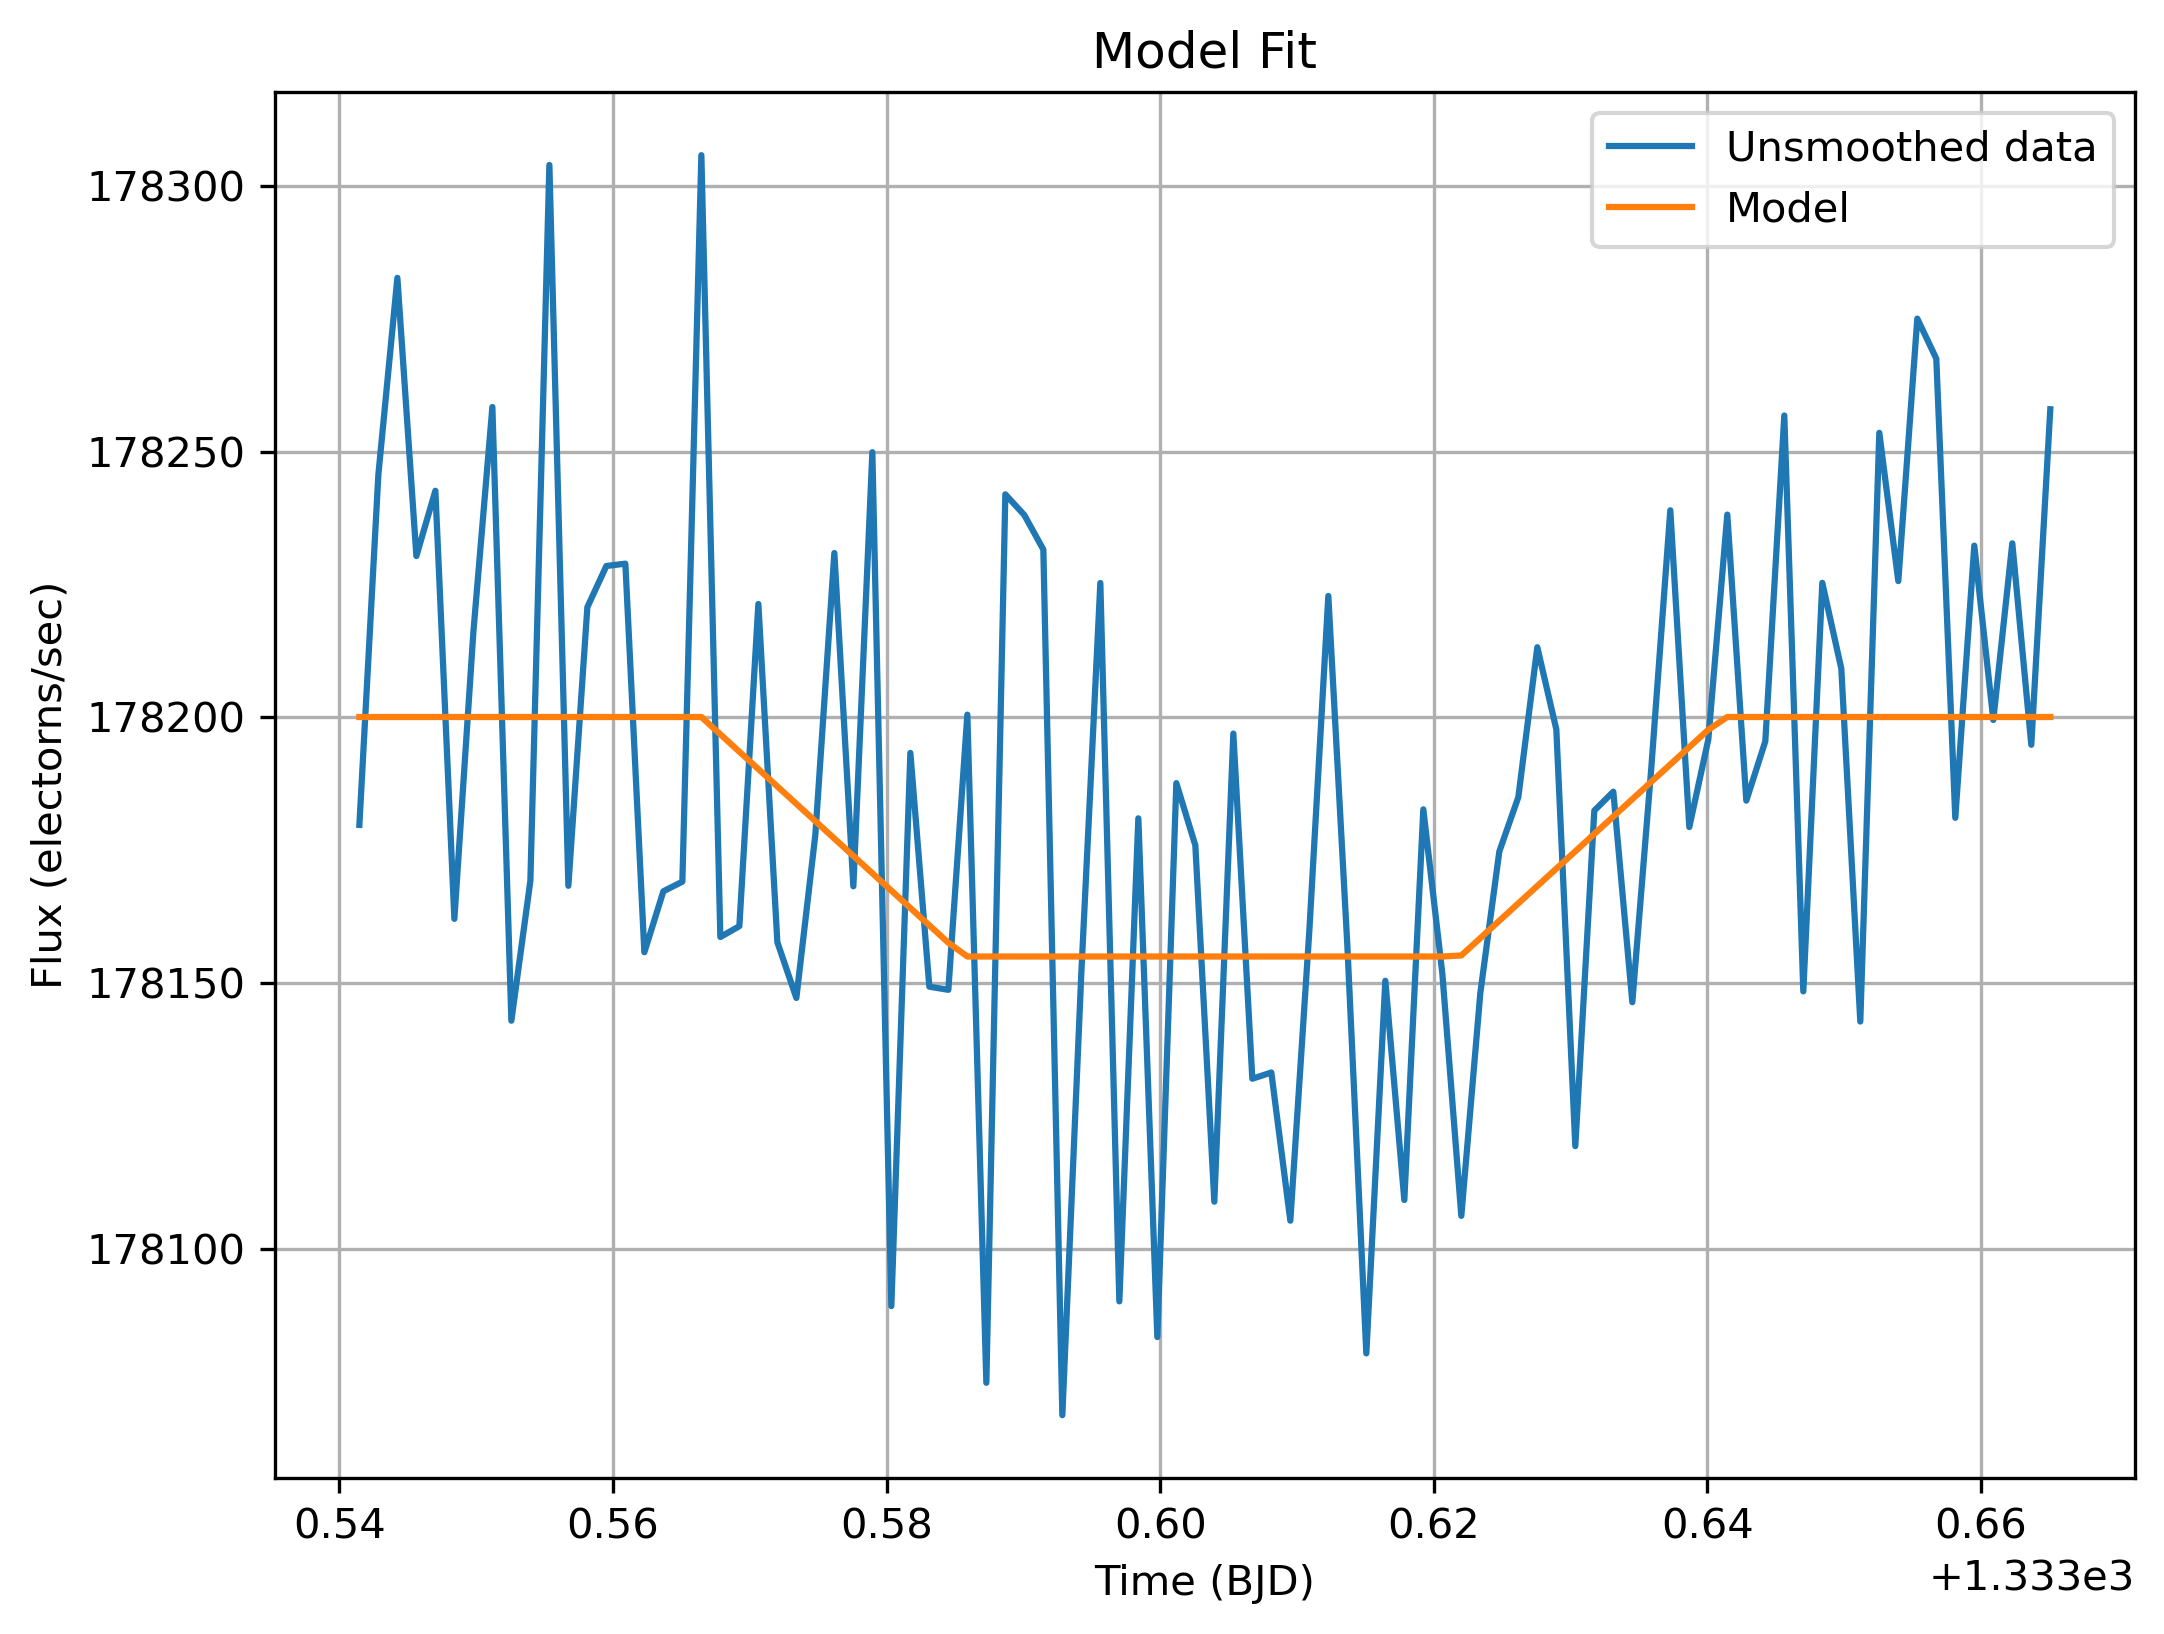 Model Fit
Unsmoothed data
Model
178300
178250
178200
178150
178100
Flux (electorns/sec)
0.54 0.56 0.58 0.60 0.62 0.64 0.66
Time (BJD)
+1.333e3